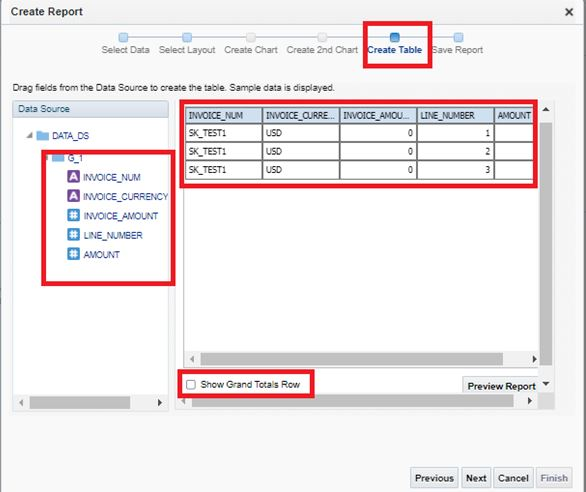 Create Report
Select Data Select Layout Create Chart Create 2nd Chart Create Table Save Report
Drag fields from the Data Source to create the table. Sample data is displayed.
Data Source
DATA_DS
G_1
INVOICE_NUM
INVOICE_CURRENCY
INVOICE_AMOUNT
LINE_NUMBER
AMOUNT
INVOICE_NUM INVOICE_CURRE... INVOICE_AMOU... LINE_NUMBER AMOUNT
SK_TEST1 USD 0 1
SK_TEST1 USD 0 2
SK_TEST1 USD 0 3
Show Grand Totals Row
Preview Report
Previous Next Cancel Finish